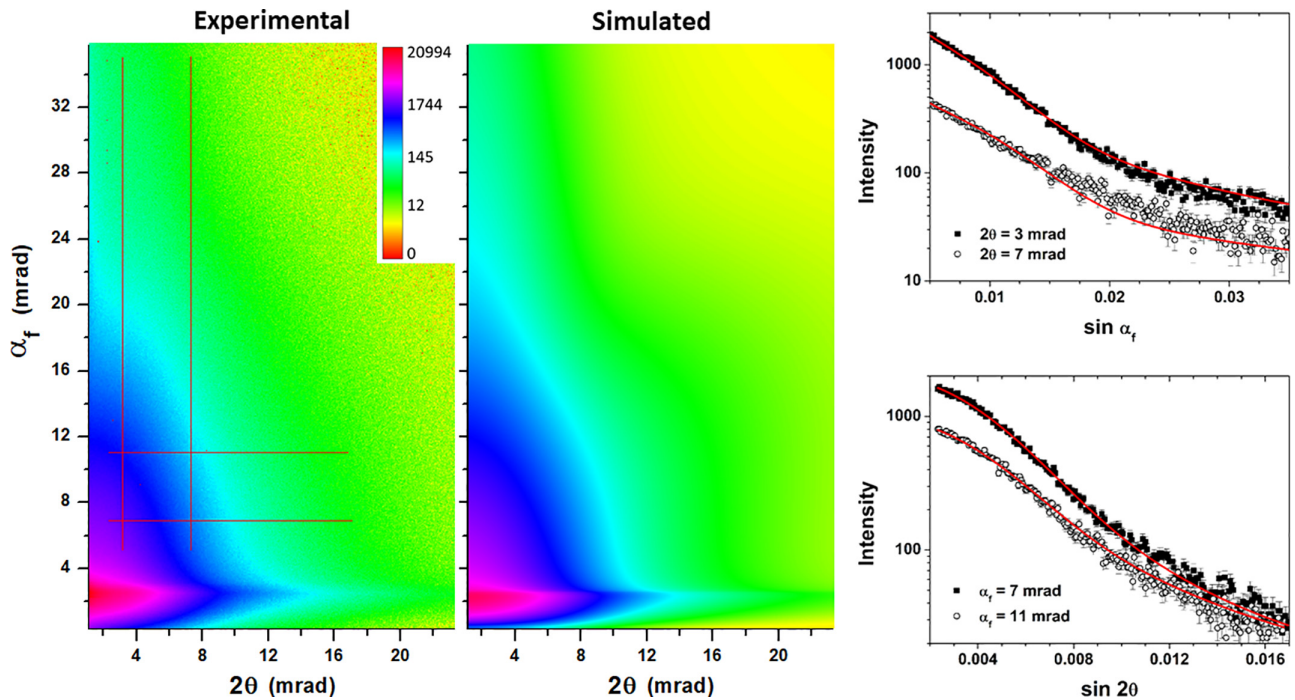 Experimental
Simulated
20994
1744
145
12
0
32
28
24
20
16
12
8
4
αf (mrad)
4 8 12 16 20
2θ (mrad)
4 8 12 16 20
2θ (mrad)
1000
100
10
Intensity
2θ = 3 mrad
2θ = 7 mrad
0.01 0.02 0.03
sin αf
1000
100
Intensity
αf = 7 mrad
αf = 11 mrad
0.004 0.008 0.012 0.016
sin 2θ